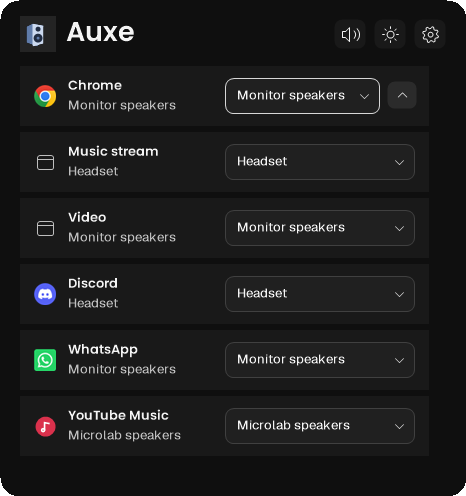 Auxe
Chrome
Monitor speakers
Monitor speakers
Music stream
Headset
Headset
Video
Monitor speakers
Monitor speakers
Discord
Headset
Headset
WhatsApp
Monitor speakers
Monitor speakers
YouTube Music
Microlab speakers
Microlab speakers